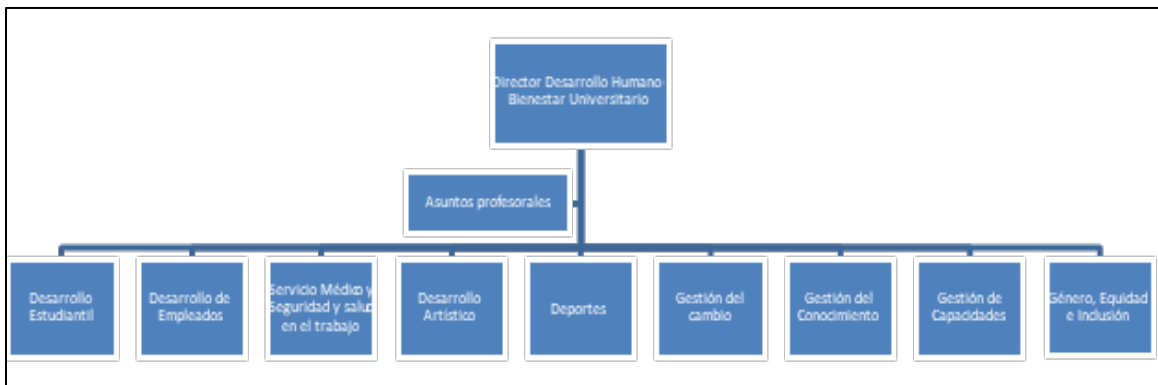 Director Desarrollo Humano-
Bienestar Universitario
Asuntos profesorales
Desarrollo
Estudiantil
Desarrollo de
Empleados
Servicio Médico y
Seguridad y salud
en el trabajo
Desarrollo
Artístico
Deportes
Gestión del
cambio
Gestión del
Conocimiento
Gestión de
Capacidades
Género, Equidad
e Inclusión